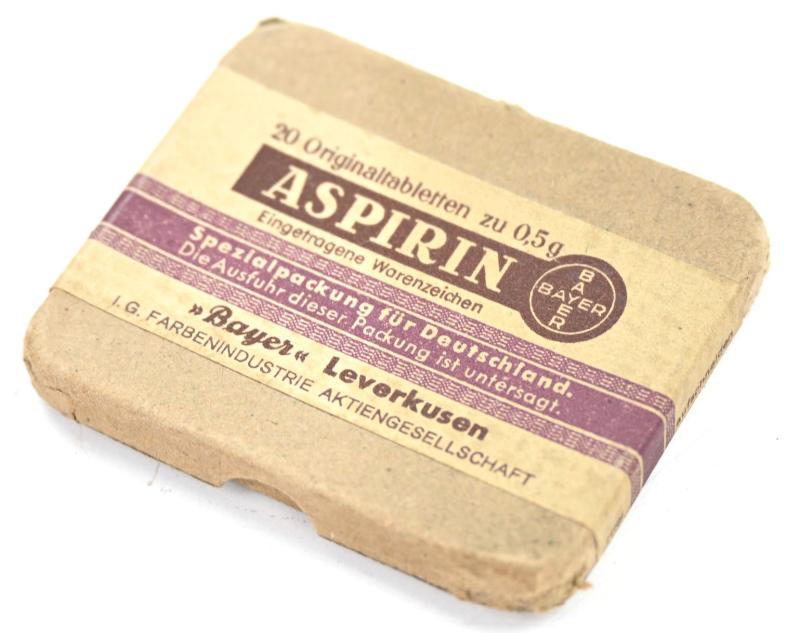 20 Originaltabletten zu 0,5g
ASPIRIN
Eingetragene Warenzeichen
BAYER
BAYER
Spezialpackung für Deutschland.
Die Ausfuhr dieser Packung ist untersagt.
»Bayer« Leverkusen
I.G. FARBENINDUSTRIE AKTIENGESELLSCHAFT